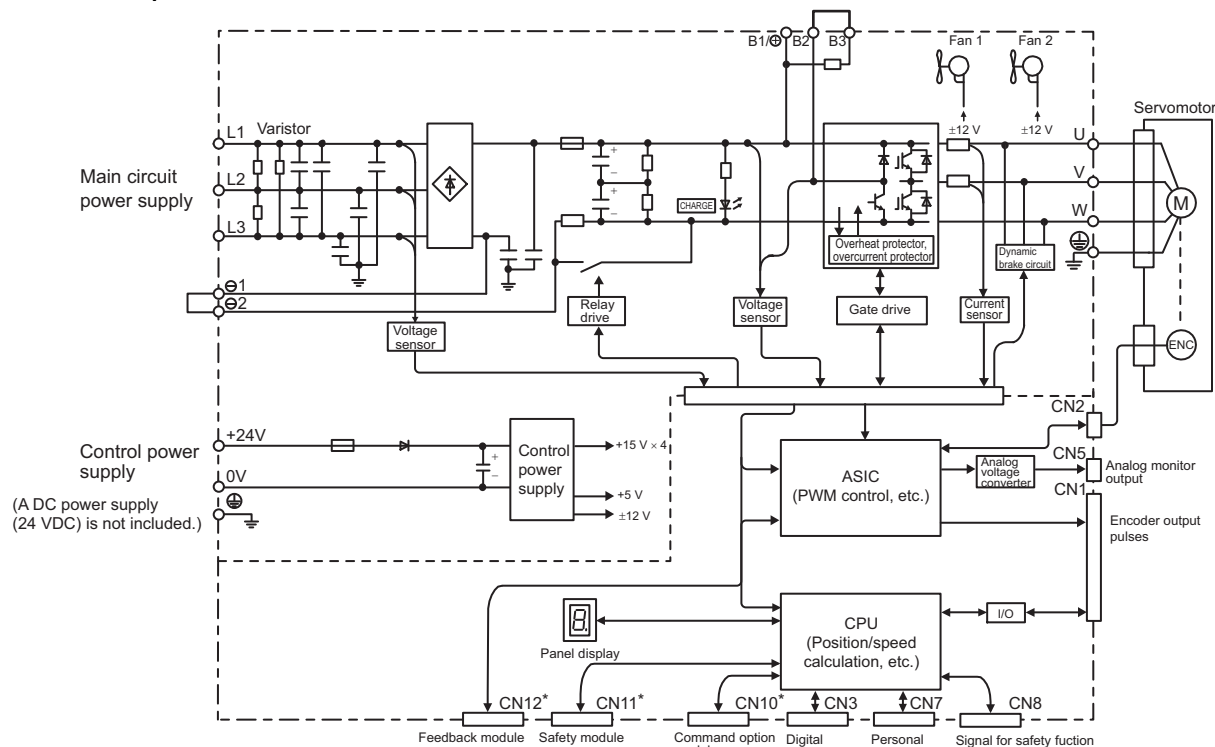 B1/⊕ B2 B3
Fan 1 Fan 2
±12 V ±12 V
Servomotor
L1 Varistor
L2
L3
Main circuit
power supply
+
−
+
−
CHARGE
Overheat protector,
overcurrent protector
U
V
W
M
Dynamic
brake circuit
⊖1
⊖2
Voltage
sensor
Relay
drive
Voltage
sensor
Gate drive
Current
sensor
ENC
Control power
supply
(A DC power supply
(24 VDC) is not included.)
+24V
0V
+
−
Control
power
supply
+15 V × 4
+5 V
±12 V
ASIC
(PWM control, etc.)
Analog
voltage
converter
CN2
CN5
Analog monitor
output
CN1
Encoder output
pulses
8.
Panel display
CPU
(Position/speed
calculation, etc.)
I/O
CN12* CN11* CN10* CN3 CN7 CN8
Feedback module Safety module Command option Digital Personal Signal for safety fuction